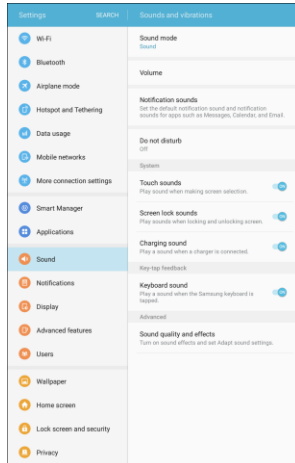 Settings
SEARCH
Wi-Fi
Bluetooth
Airplane mode
Hotspot and Tethering
Data usage
Mobile networks
More connection settings
Smart Manager
Applications
Sound
Notifications
Display
Advanced features
Users
Wallpaper
Home screen
Lock screen and security
Privacy
Sounds and vibrations
Sound mode
Sound
Volume
Notification sounds
Set the default notification sound and notification
sounds for apps such as Messages, Calendar, and Email.
Do not disturb
Off
System
Touch sounds
Play sound when making screen selection.
ON
Screen lock sounds
Play sounds when locking and unlocking screen.
ON
Charging sound
Play a sound when a charger is connected.
ON
Key-tap feedback
Keyboard sound
Play a sound when the Samsung keyboard is
tapped.
ON
Advanced
Sound quality and effects
Turn on sound effects and set Adapt sound settings.